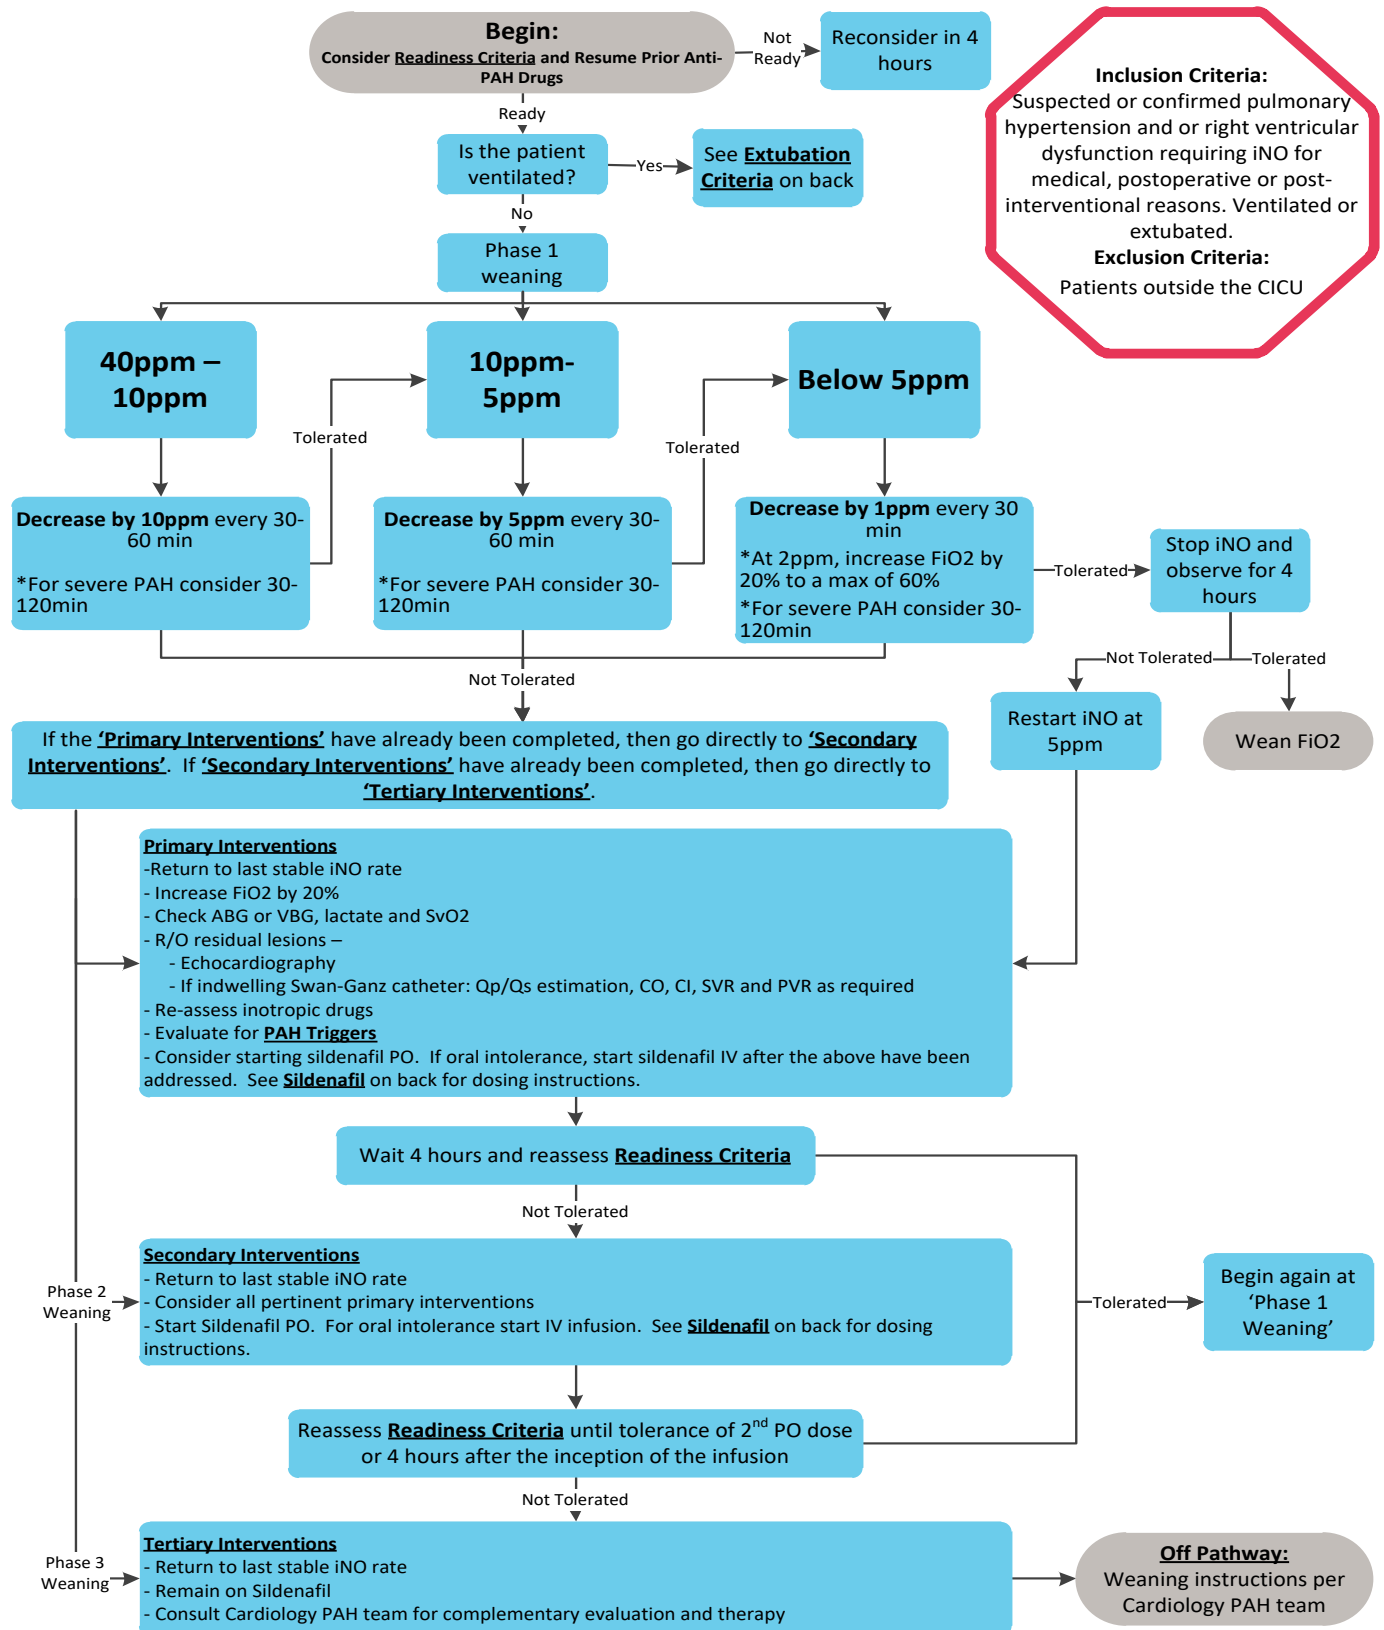 Begin:
Consider Readiness Criteria and Resume Prior Anti-
PAH Drugs
Not
Ready
Reconsider in 4
hours
Inclusion Criteria:
Suspected or confirmed pulmonary
hypertension and or right ventricular
dysfunction requiring iNO for
medical, postoperative or post-
interventional reasons. Ventilated or
extubated.
Exclusion Criteria:
Patients outside the CICU
Ready
Is the patient
ventilated?
Yes
See Extubation
Criteria on back
No
Phase 1
weaning
40ppm –
10ppm
10ppm-
5ppm
Below 5ppm
Tolerated
Tolerated
Decrease by 10ppm every 30-
60 min
*For severe PAH consider 30-
120min
Decrease by 5ppm every 30-
60 min
*For severe PAH consider 30-
120min
Decrease by 1ppm every 30
min
*At 2ppm, increase FiO2 by
20% to a max of 60%
*For severe PAH consider 30-
120min
Tolerated
Stop iNO and
observe for 4
hours
Not Tolerated
Tolerated
Not Tolerated
Restart iNO at
5ppm
Wean FiO2
If the ‘Primary Interventions’ have already been completed, then go directly to ‘Secondary
Interventions’. If ‘Secondary Interventions’ have already been completed, then go directly to
‘Tertiary Interventions’.
Primary Interventions
-Return to last stable iNO rate
- Increase FiO2 by 20%
- Check ABG or VBG, lactate and SvO2
- R/O residual lesions –
- Echocardiography
- If indwelling Swan-Ganz catheter: Qp/Qs estimation, CO, CI, SVR and PVR as required
- Re-assess inotropic drugs
- Evaluate for PAH Triggers
- Consider starting sildenafil PO. If oral intolerance, start sildenafil IV after the above have been
addressed. See Sildenafil on back for dosing instructions.
Wait 4 hours and reassess Readiness Criteria
Not Tolerated
Phase 2
Weaning
Secondary Interventions
- Return to last stable iNO rate
- Consider all pertinent primary interventions
- Start Sildenafil PO. For oral intolerance start IV infusion. See Sildenafil on back for dosing
instructions.
Tolerated
Begin again at
‘Phase 1
Weaning’
Reassess Readiness Criteria until tolerance of 2nd PO dose
or 4 hours after the inception of the infusion
Not Tolerated
Phase 3
Weaning
Tertiary Interventions
- Return to last stable iNO rate
- Remain on Sildenafil
- Consult Cardiology PAH team for complementary evaluation and therapy
Off Pathway:
Weaning instructions per
Cardiology PAH team